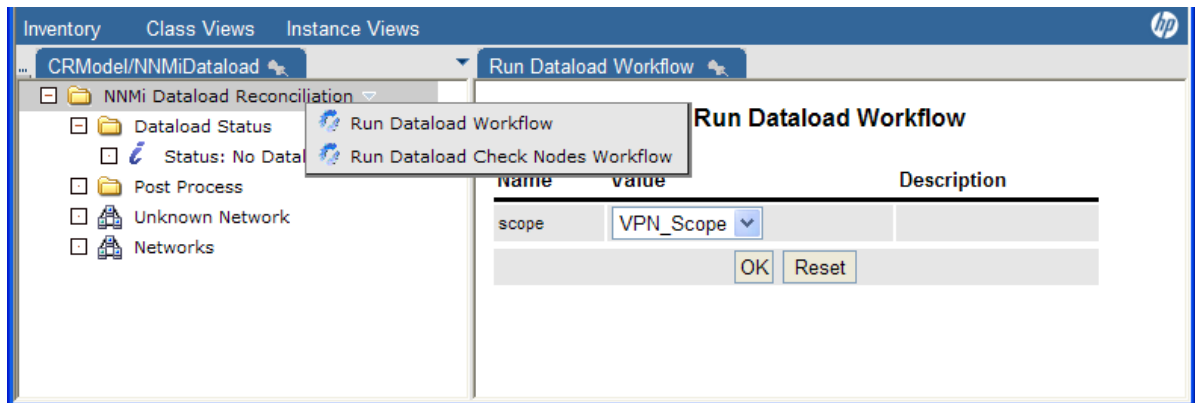 Inventory Class Views Instance Views hp
... CRModel/NNMiDataload Run Dataload Workflow
NNMi Dataload Reconciliation
Dataload Status
Status: No Datal
Post Process
Unknown Network
Networks
Run Dataload Workflow
Run Dataload Check Nodes Workflow
Run Dataload Workflow
Name Value Description
scope VPN_Scope
OK Reset